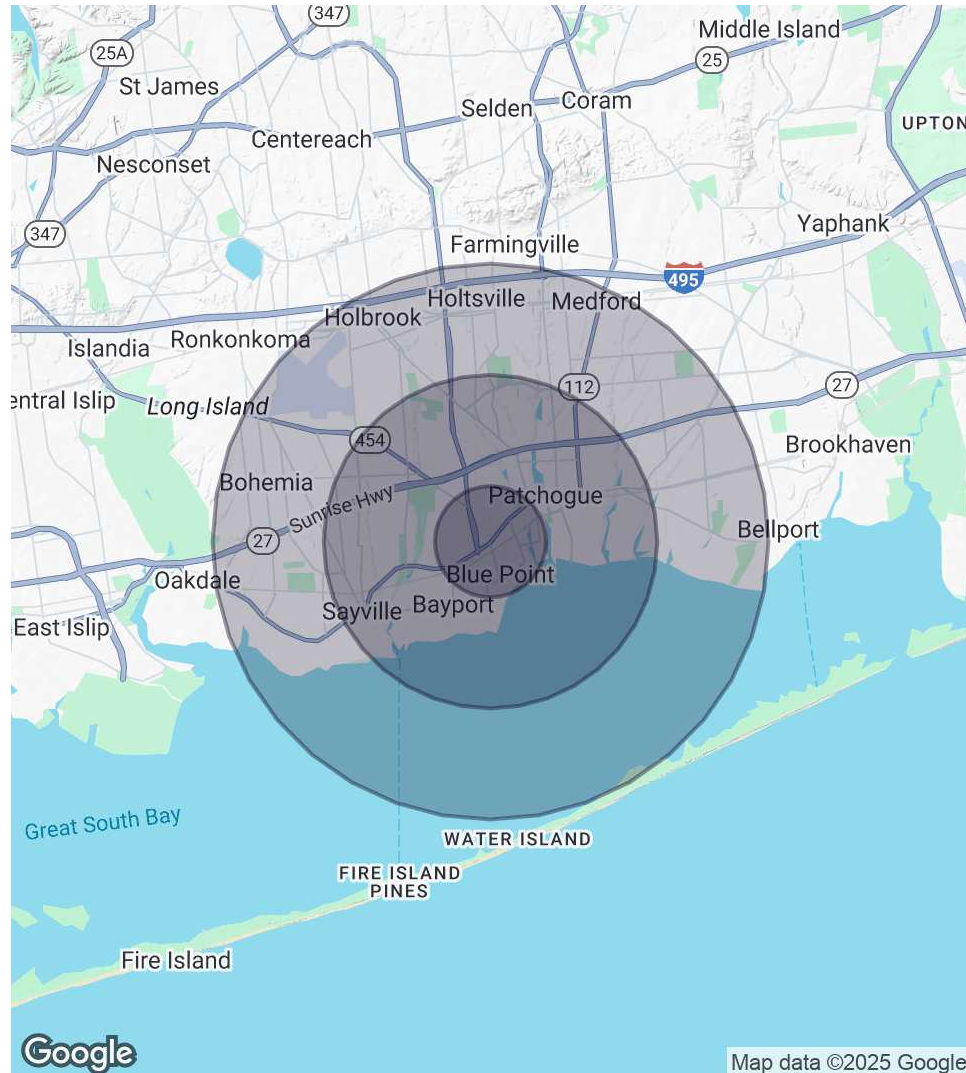 347
Middle Island
25A
25
St James
Selden
Coram
UPTON
Centereach
Nesconset
Yaphank
347
Farmingville
495
Holtsville
Medford
Holbrook
Ronkonkoma
Islandia
112
27
entral Islip
Long Island
454
Brookhaven
Bohemia
Sunrise Hwy
Patchogue
Bellport
27
Blue Point
Oakdale
Bayport
Sayville
East Islip
Great South Bay
WATER ISLAND
FIRE ISLAND
PINES
Fire Island
Google
Map data ©2025 Google